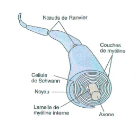 Nœuds de Ranvier
Couches
de
myéline
Cellule
de Schwann
Noyau
Lamelle de
myéline interne
Axone